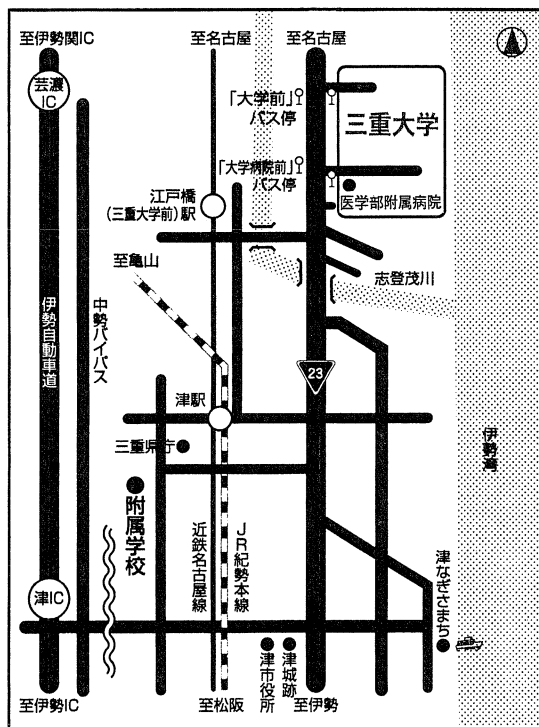 至伊勢関IC
至名古屋
至名古屋
芸濃
IC
「大学前」
バス停
三重大学
「大学病院前」
バス停
医学部附属病院
江戸橋
(三重大学前)駅
至亀山
志登茂川
伊勢自動車道
中勢バイパス
23
津駅
三重県庁
伊勢湾
附属学校
近鉄名古屋線
JR紀勢本線
津なぎさまち
津IC
津市役所
津城跡
至伊勢IC
至松阪
至伊勢